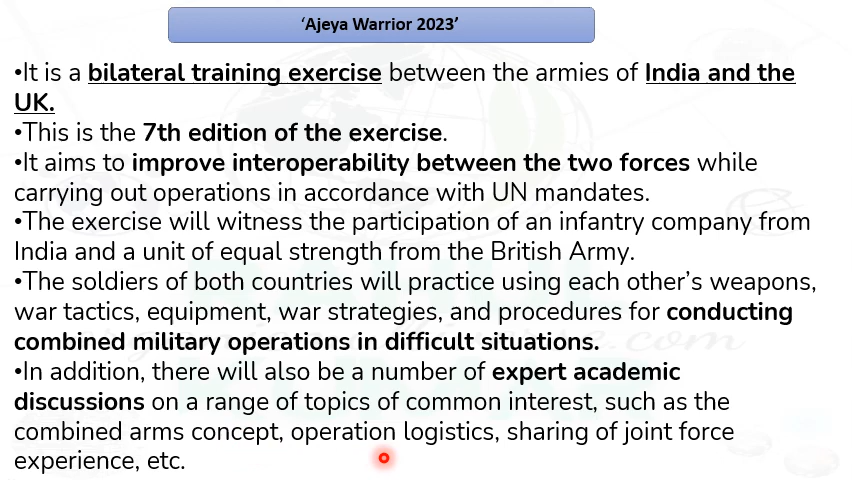 ‘Ajeya Warrior 2023’
•It is a bilateral training exercise between the armies of India and the
UK.
•This is the 7th edition of the exercise.
•It aims to improve interoperability between the two forces while
carrying out operations in accordance with UN mandates.
•The exercise will witness the participation of an infantry company from
India and a unit of equal strength from the British Army.
•The soldiers of both countries will practice using each other’s weapons,
war tactics, equipment, war strategies, and procedures for conducting
combined military operations in difficult situations.
•In addition, there will also be a number of expert academic
discussions on a range of topics of common interest, such as the
combined arms concept, operation logistics, sharing of joint force
experience, etc.